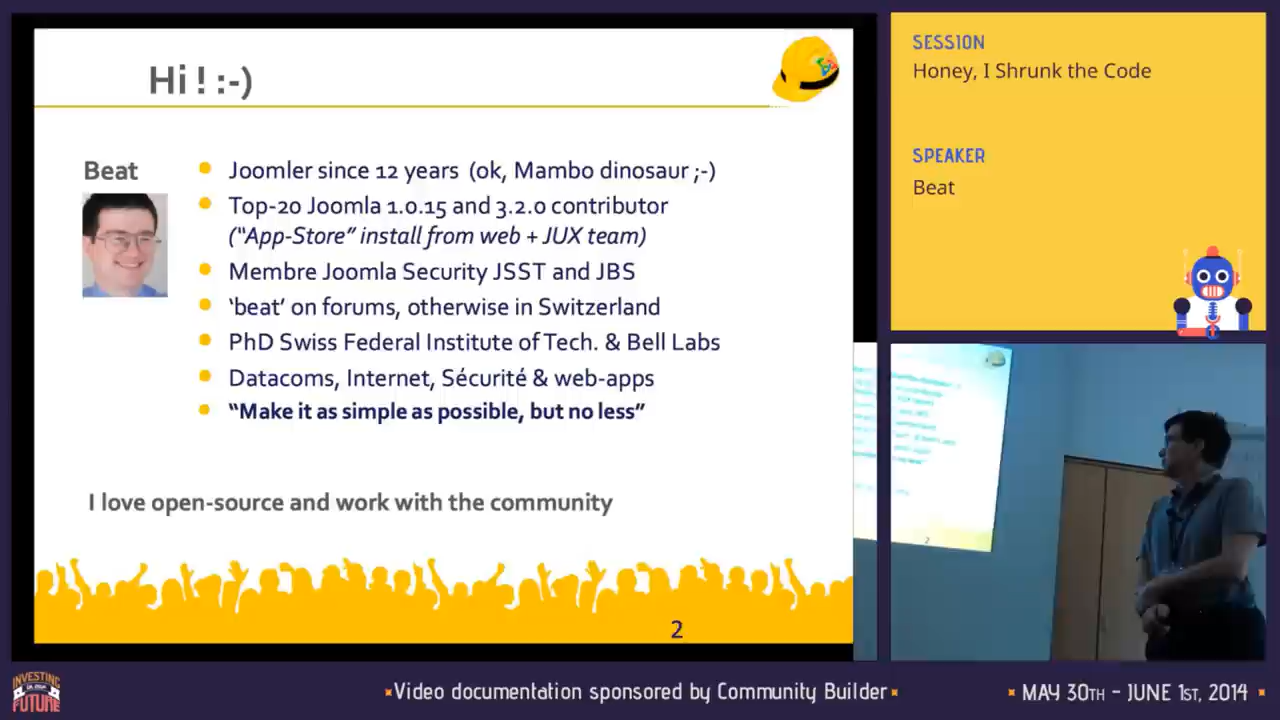 Hi ! :-)
Beat
Joomler since 12 years (ok, Mambo dinosaur ;-)
Top-20 Joomla 1.0.15 and 3.2.0 contributor
(“App-Store” install from web + JUX team)
Membre Joomla Security JSST and JBS
‘beat’ on forums, otherwise in Switzerland
PhD Swiss Federal Institute of Tech. & Bell Labs
Datacoms, Internet, Sécurité & web-apps
“Make it as simple as possible, but no less”
I love open-source and work with the community
2
SESSION
Honey, I Shrunk the Code
SPEAKER
Beat
INVESTING
FUTURE
Video documentation sponsored by Community Builder
MAY 30TH - JUNE 1ST, 2014